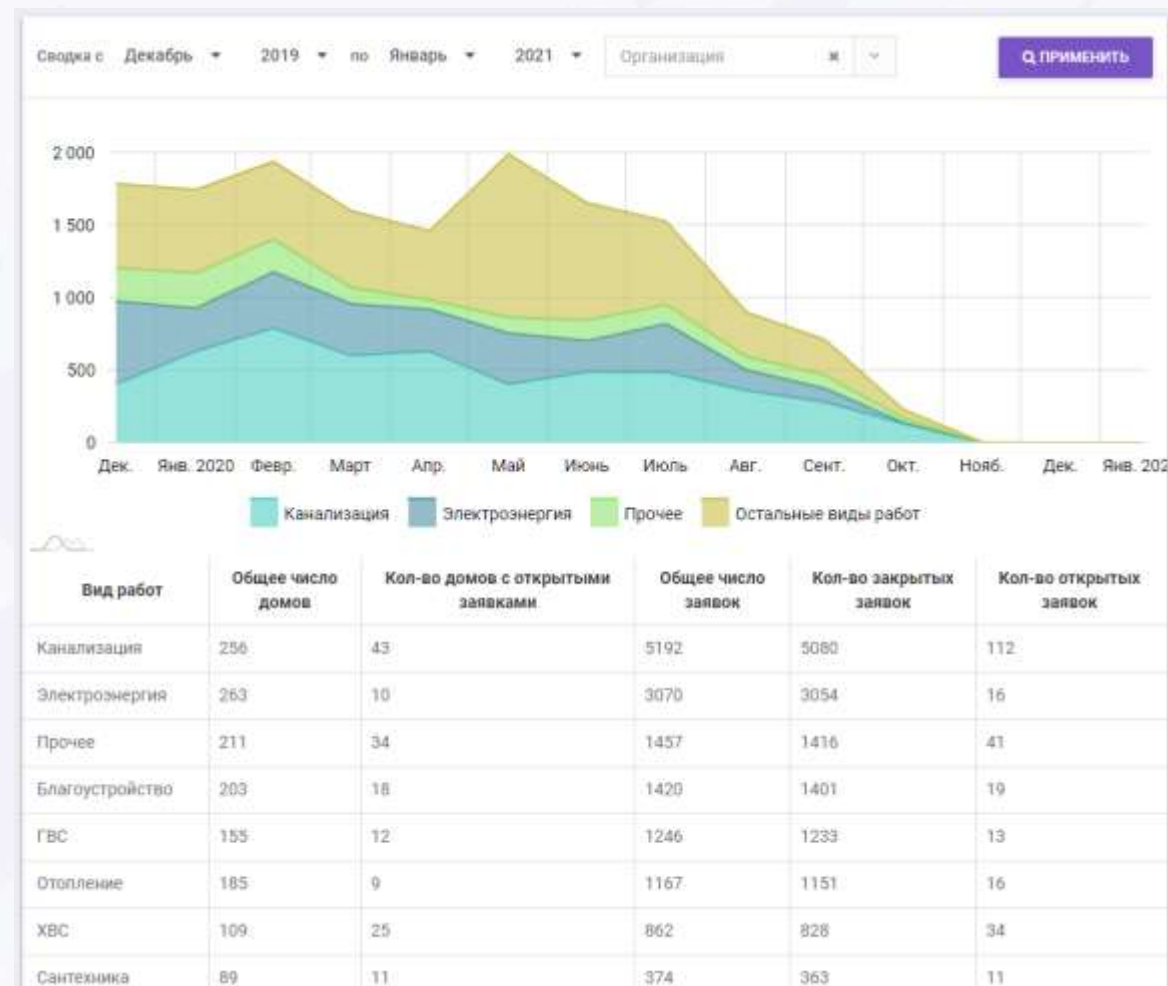 Сводка с Декабрь 2019 по Январь 2021 Организация ПРИМЕНИТЬ
2 000
1 500
1 000
500
0
Дек. Янв. 2020 Февр. Март Апр. Май Июнь Июль Авг. Сент. Окт. Нояб. Дек. Янв. 202
Канализация Электроэнергия Прочее Остальные виды работ
Вид работ Общее число домов Кол-во домов с открытыми заявками Общее число заявок Кол-во закрытых заявок Кол-во открытых заявок
Канализация 256 43 5192 5080 112
Электроэнергия 263 10 3070 3054 16
Прочее 211 34 1457 1416 41
Благоустройство 203 18 1420 1401 19
ГВС 155 12 1246 1233 13
Отопление 185 9 1167 1151 16
ХВС 109 25 862 828 34
Сантехника 89 11 374 363 11